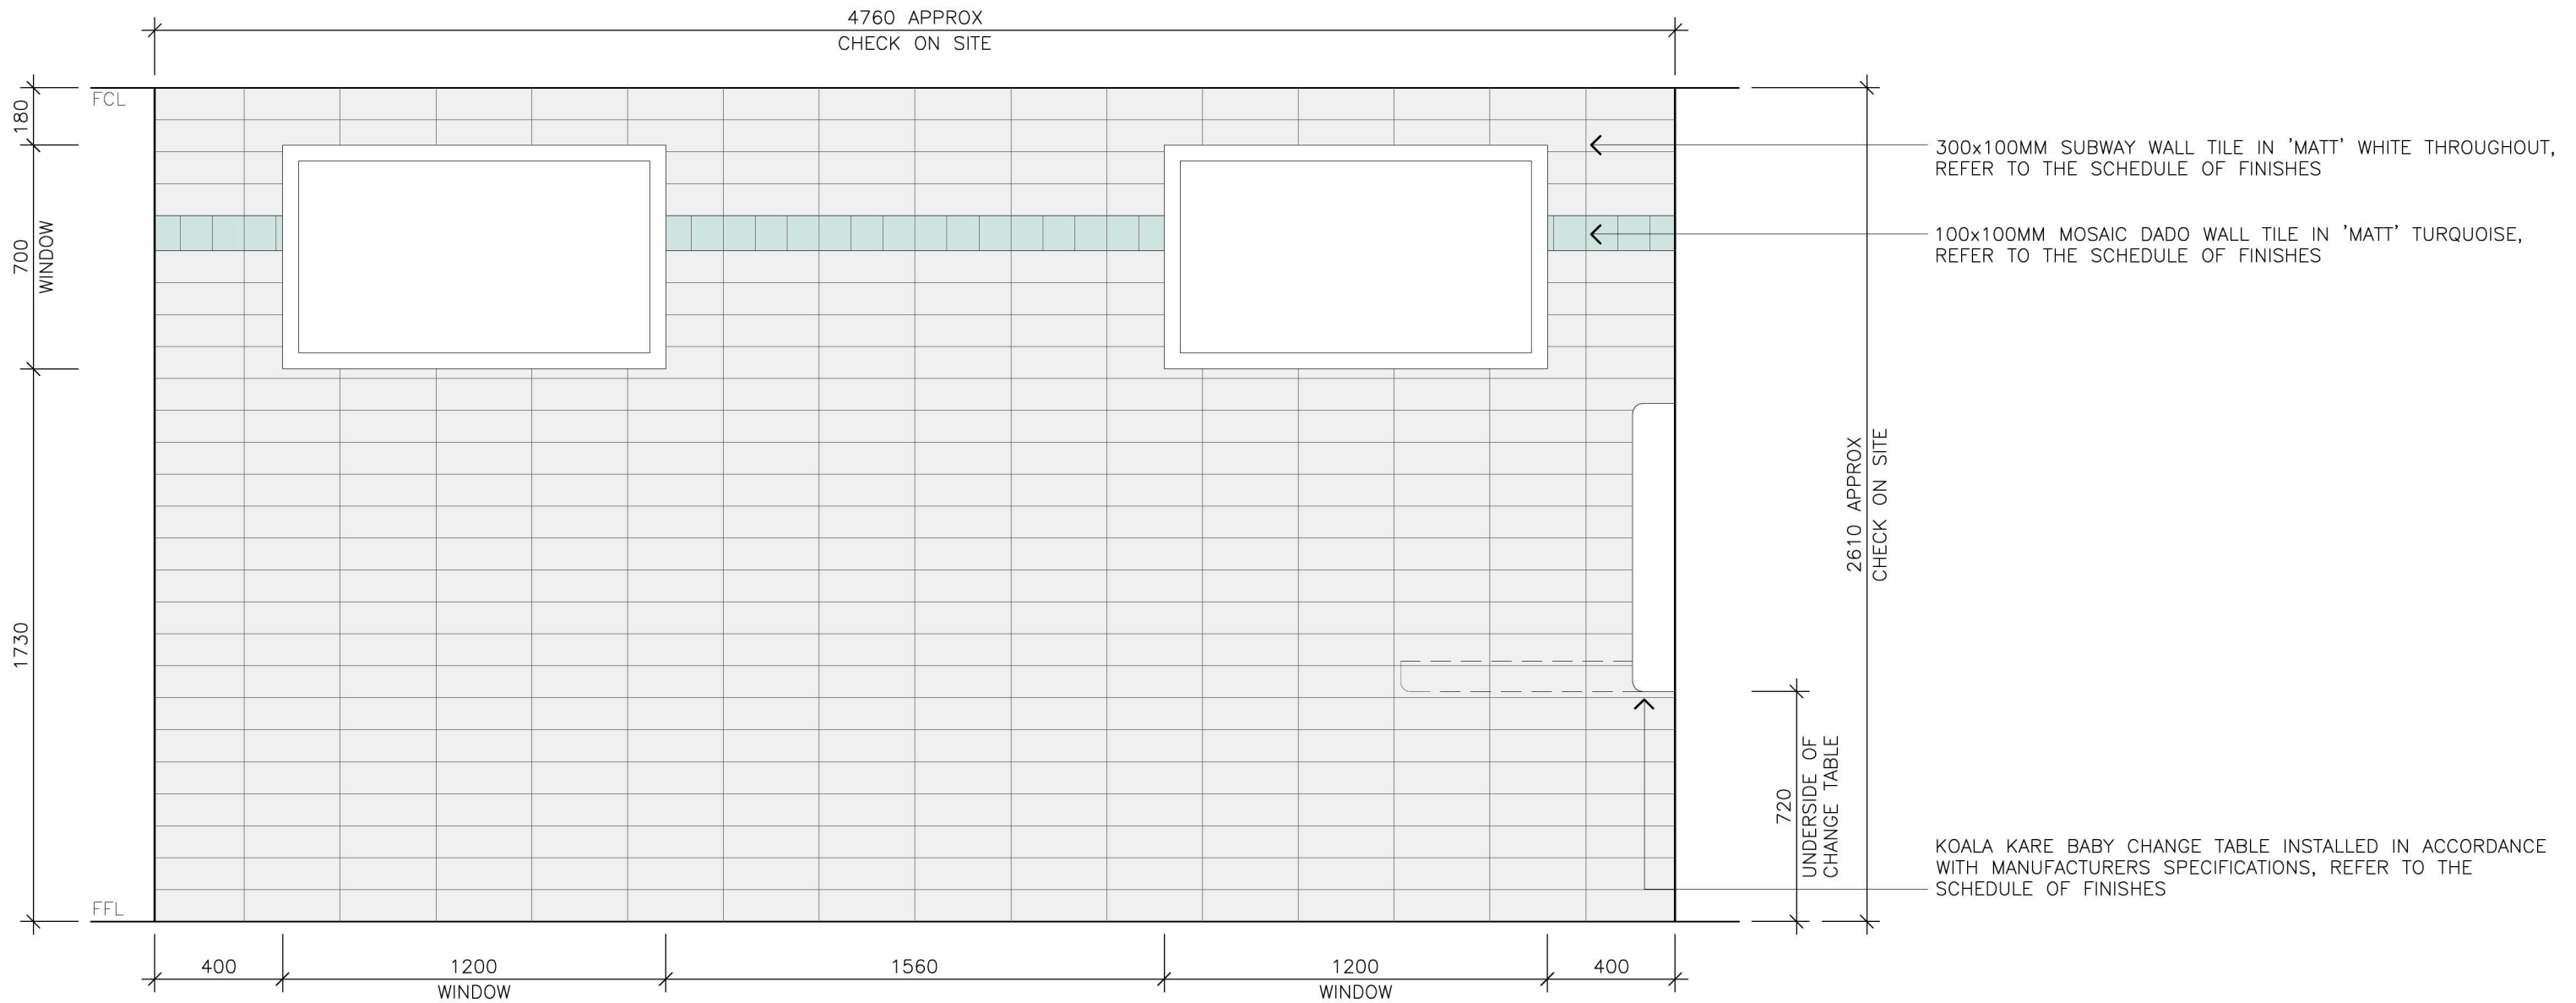 4760 APPROX
CHECK ON SITE
FCL
180
700
WINDOW
1730
FFL
300x100MM SUBWAY WALL TILE IN 'MATT' WHITE THROUGHOUT,
REFER TO THE SCHEDULE OF FINISHES
100x100MM MOSAIC DADO WALL TILE IN 'MATT' TURQUOISE,
REFER TO THE SCHEDULE OF FINISHES
2610 APPROX
CHECK ON SITE
720
UNDERSIDE OF
CHANGE TABLE
KOALA KARE BABY CHANGE TABLE INSTALLED IN ACCORDANCE
WITH MANUFACTURERS SPECIFICATIONS, REFER TO THE
SCHEDULE OF FINISHES
400
1200
WINDOW
1560
1200
WINDOW
400